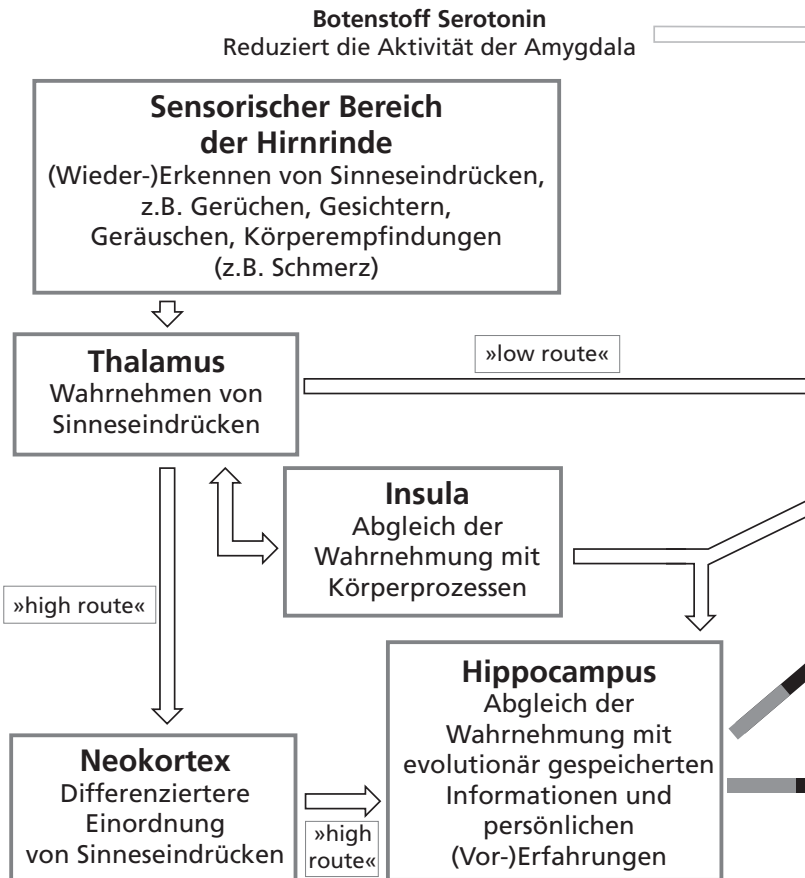 Botenstoff Serotonin
Reduziert die Aktivität der Amygdala
Sensorischer Bereich
der Hirnrinde
(Wieder-)Erkennen von Sinneseindrücken,
z.B. Gerüchen, Gesichtern,
Geräuschen, Körperempfindungen
(z.B. Schmerz)
Thalamus
Wahrnehmen von
Sinneseindrücken
»low route«
Insula
Abgleich der
Wahrnehmung mit
Körperprozessen
»high route«
Hippocampus
Abgleich der
Wahrnehmung mit
evolutionär gespeicherten
Informationen und
persönlichen
(Vor-)Erfahrungen
Neokortex
Differenziertere
Einordnung
von Sinneseindrücken
»high
route«